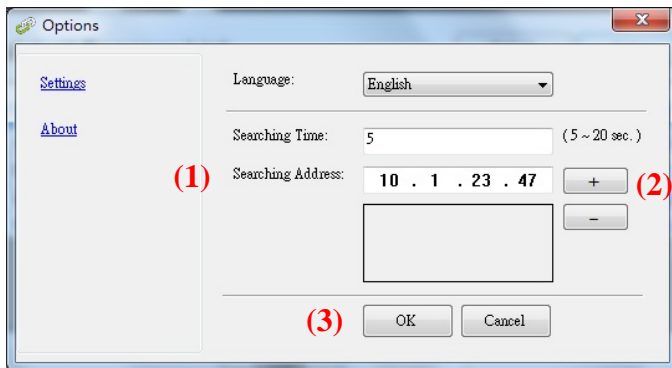 Options
Settings
About
Language: English
Searching Time: 5 ( 5 ~ 20 sec. )
(1) Searching Address: 10 . 1 . 23 . 47 + (2)
–
(3) OK Cancel